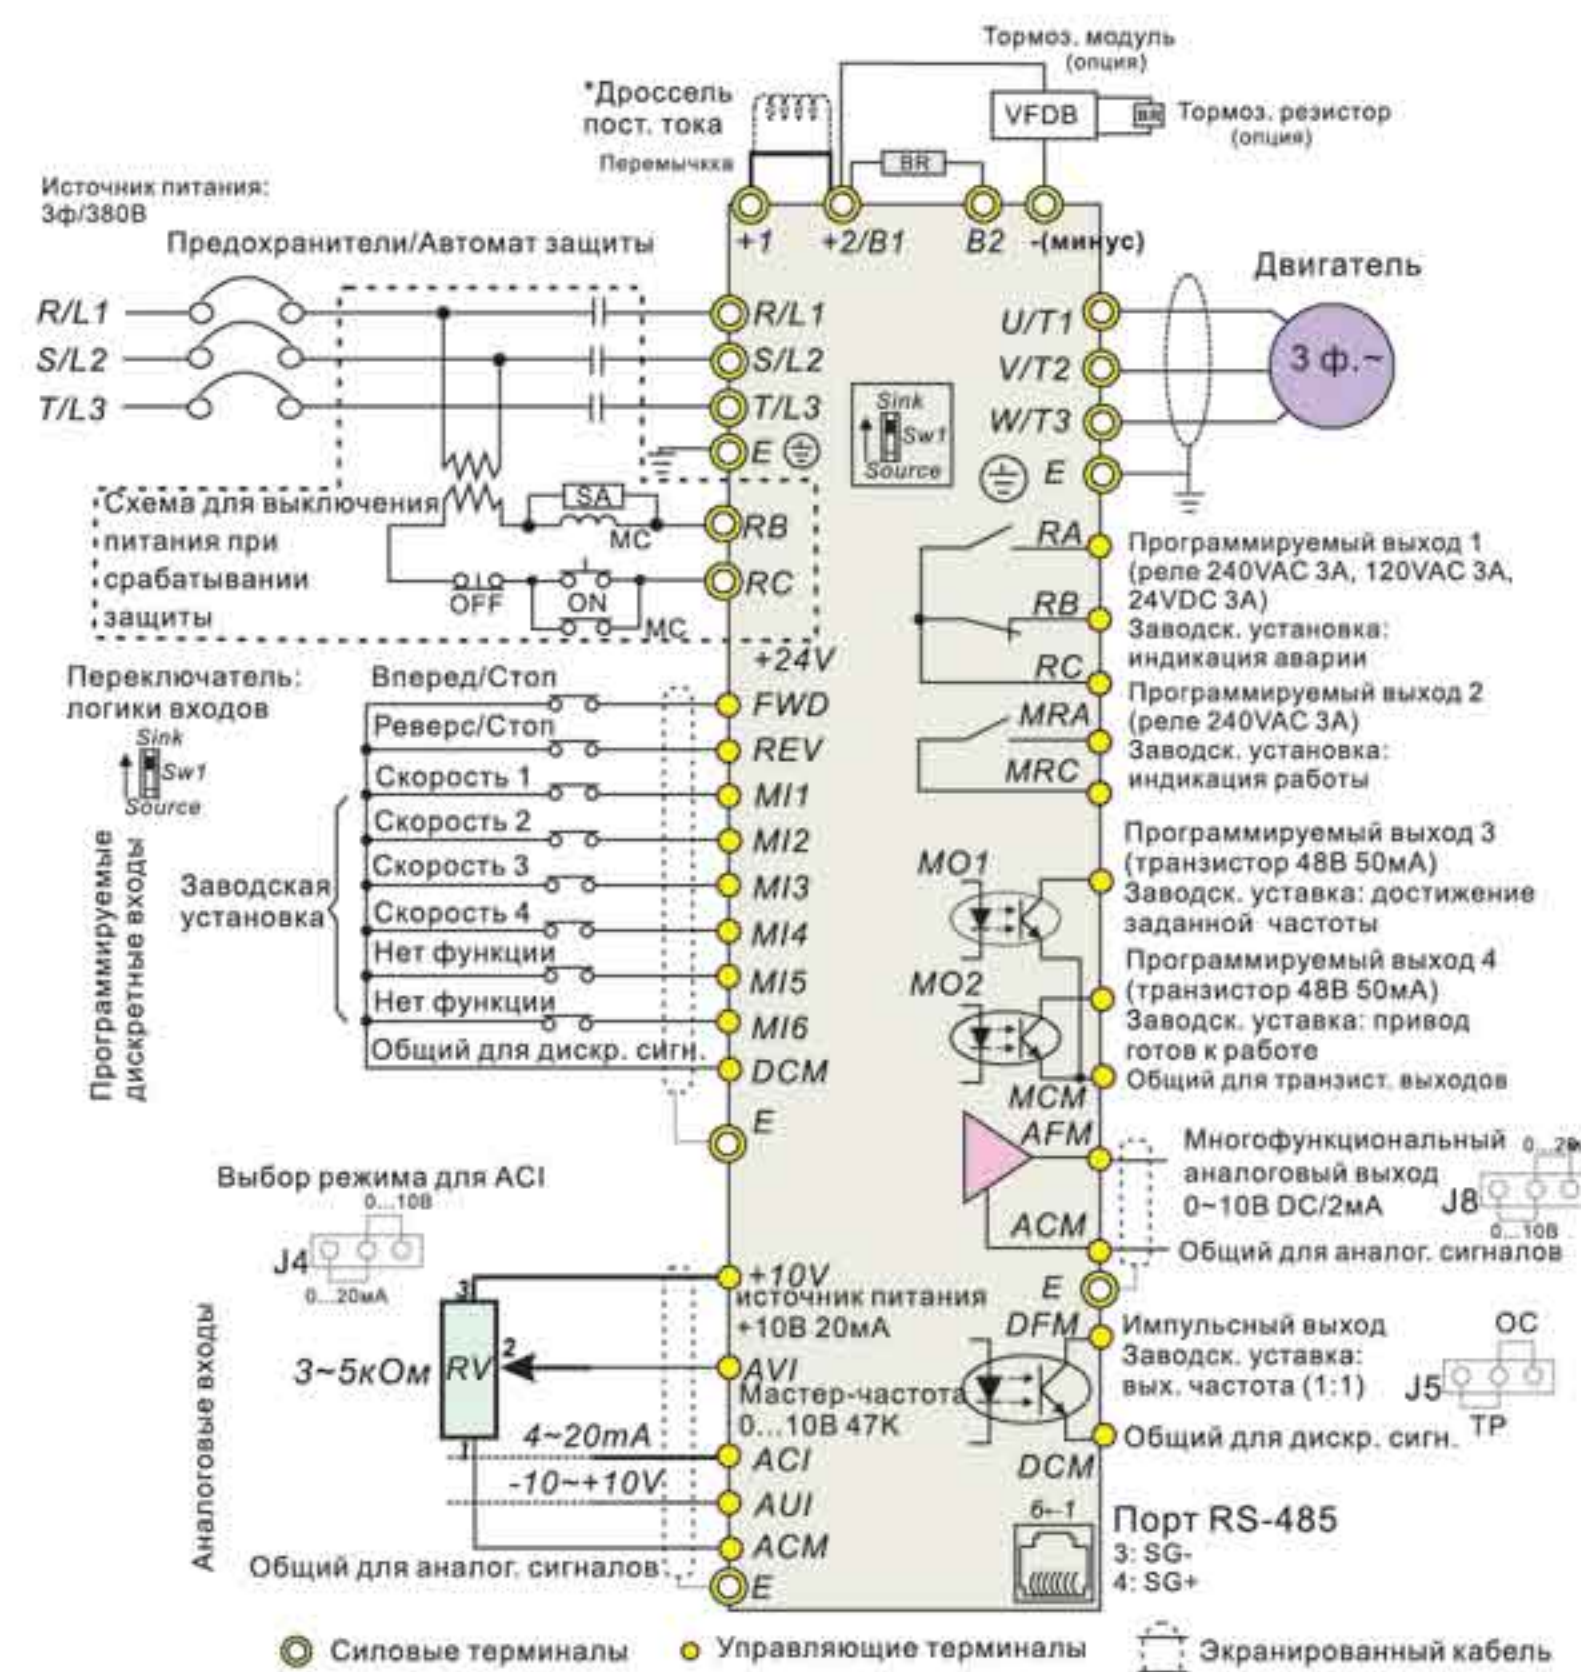 Тормоз. модуль
(опция)
*Дроссель
пост. тока
VFDB
BR
Тормоз. резистор
(опция)
Перемычкка
BR
Источник питания:
3ф/380В
Предохранители/Автомат защиты
+1
+2/B1
B2
-(минус)
Двигатель
R/L1
R/L1
U/T1
S/L2
S/L2
V/T2
3 ф.~
T/L3
T/L3
W/T3
Sink
Sw1
Source
E
E
Схема для выключения
питания при
срабатывании
защиты
SA
MC
RB
OFF
ON
MC
RC
RA
RB
RC
Программируемый выход 1
(реле 240VAC 3A, 120VAC 3A,
24VDC 3A)
Заводск. установка:
индикация аварии
+24V
Переключатель:
логики входов
Sink
Sw1
Source
Вперед/Стоп
FWD
Реверс/Стоп
REV
Скорость 1
MI1
Скорость 2
MI2
Скорость 3
MI3
Скорость 4
MI4
Нет функции
MI5
Нет функции
MI6
Общий для дискр. сигн.
DCM
E
Заводская
установка
Программируемые
дискретные входы
MRA
MRC
Программируемый выход 2
(реле 240VAC 3A)
Заводск. установка:
индикация работы
MO1
Программируемый выход 3
(транзистор 48В 50мА)
Заводск. уставка: достижение
заданной частоты
MO2
Программируемый выход 4
(транзистор 48В 50мА)
Заводск. уставка: привод
готов к работе
Общий для транзист. выходов
MCM
AFM
Многофункциональный
аналоговый выход
0~10В DC/2мА
J8
0...10В
ACM
Общий для аналог. сигналов
E
Выбор режима для ACI
0...10В
J4
0...20мА
Аналоговые входы
3~5кОм
RV
3
2
1
+10V
источник питания
+10В 20мА
AVI
Мастер-частота
0...10В 47K
4~20mA
ACI
-10~+10V
AUI
ACM
Общий для аналог. сигналов
E
DFM
Импульсный выход
Заводск. уставка:
вых. частота (1:1)
OC
J5
TP
Общий для дискр. сигн.
DCM
6←1
Порт RS-485
3: SG-
4: SG+
Силовые терминалы
Управляющие терминалы
Экранированный кабель